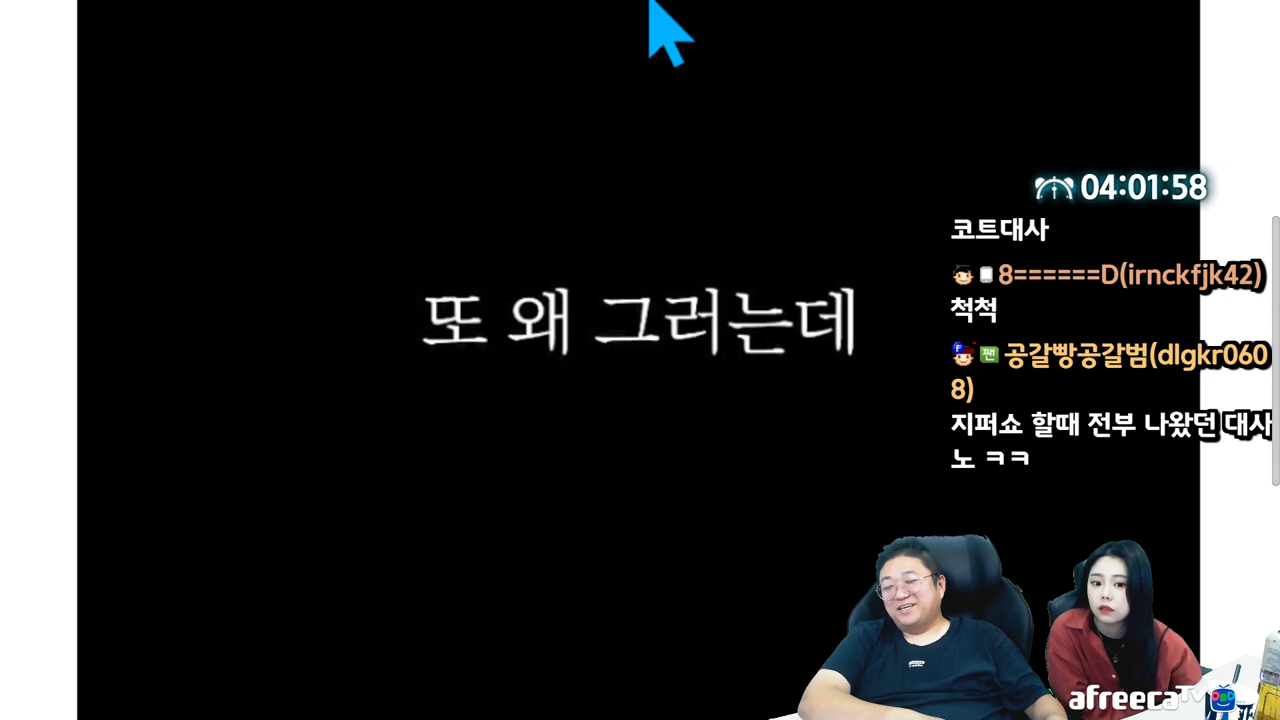 또 왜 그러는데
04:01:58
코트대사
8======D(irnckfjk42)
척척
공갈빵공갈범(dlgkr060
8)
지퍼쇼 할때 전부 나왔던 대사
노 ㅋㅋ
afreecaTV